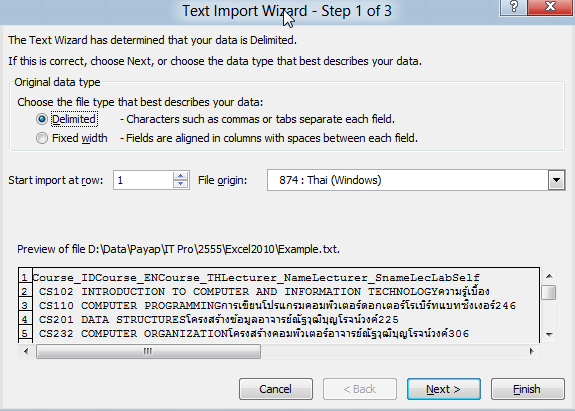 Text Import Wizard - Step 1 of 3
The Text Wizard has determined that your data is Delimited.
If this is correct, choose Next, or choose the data type that best describes your data.
Original data type
Choose the file type that best describes your data:
Delimited - Characters such as commas or tabs separate each field.
Fixed width - Fields are aligned in columns with spaces between each field.
Start import at row: 1 File origin: 874 : Thai (Windows)
Preview of file D:\Data\Payap\IT Pro\2555\Excel2010\Example.txt.
1 Course_IDCourse_ENCourse_THLecturer_NameLecturer_SnameLecLabSelf
2 CS102 INTRODUCTION TO COMPUTER AND INFORMATION TECHNOLOGYความรู้เบื้อง
3 CS110 COMPUTER PROGRAMMINGการเขียนโปรแกรมคอมพิวเตอร์ดอกเตอร์โรเบิร์ทแบทซิ่งเงอร์246
4 CS201 DATA STRUCTURESโครงสร้างข้อมูลอาจารย์ณัฐวุฒิบุญโรจน์วงค์225
5 CS232 COMPUTER ORGANIZATIONโครงสร้างคอมพิวเตอร์อาจารย์ณัฐวุฒิบุญโรจน์วงค์306
Cancel < Back Next > Finish